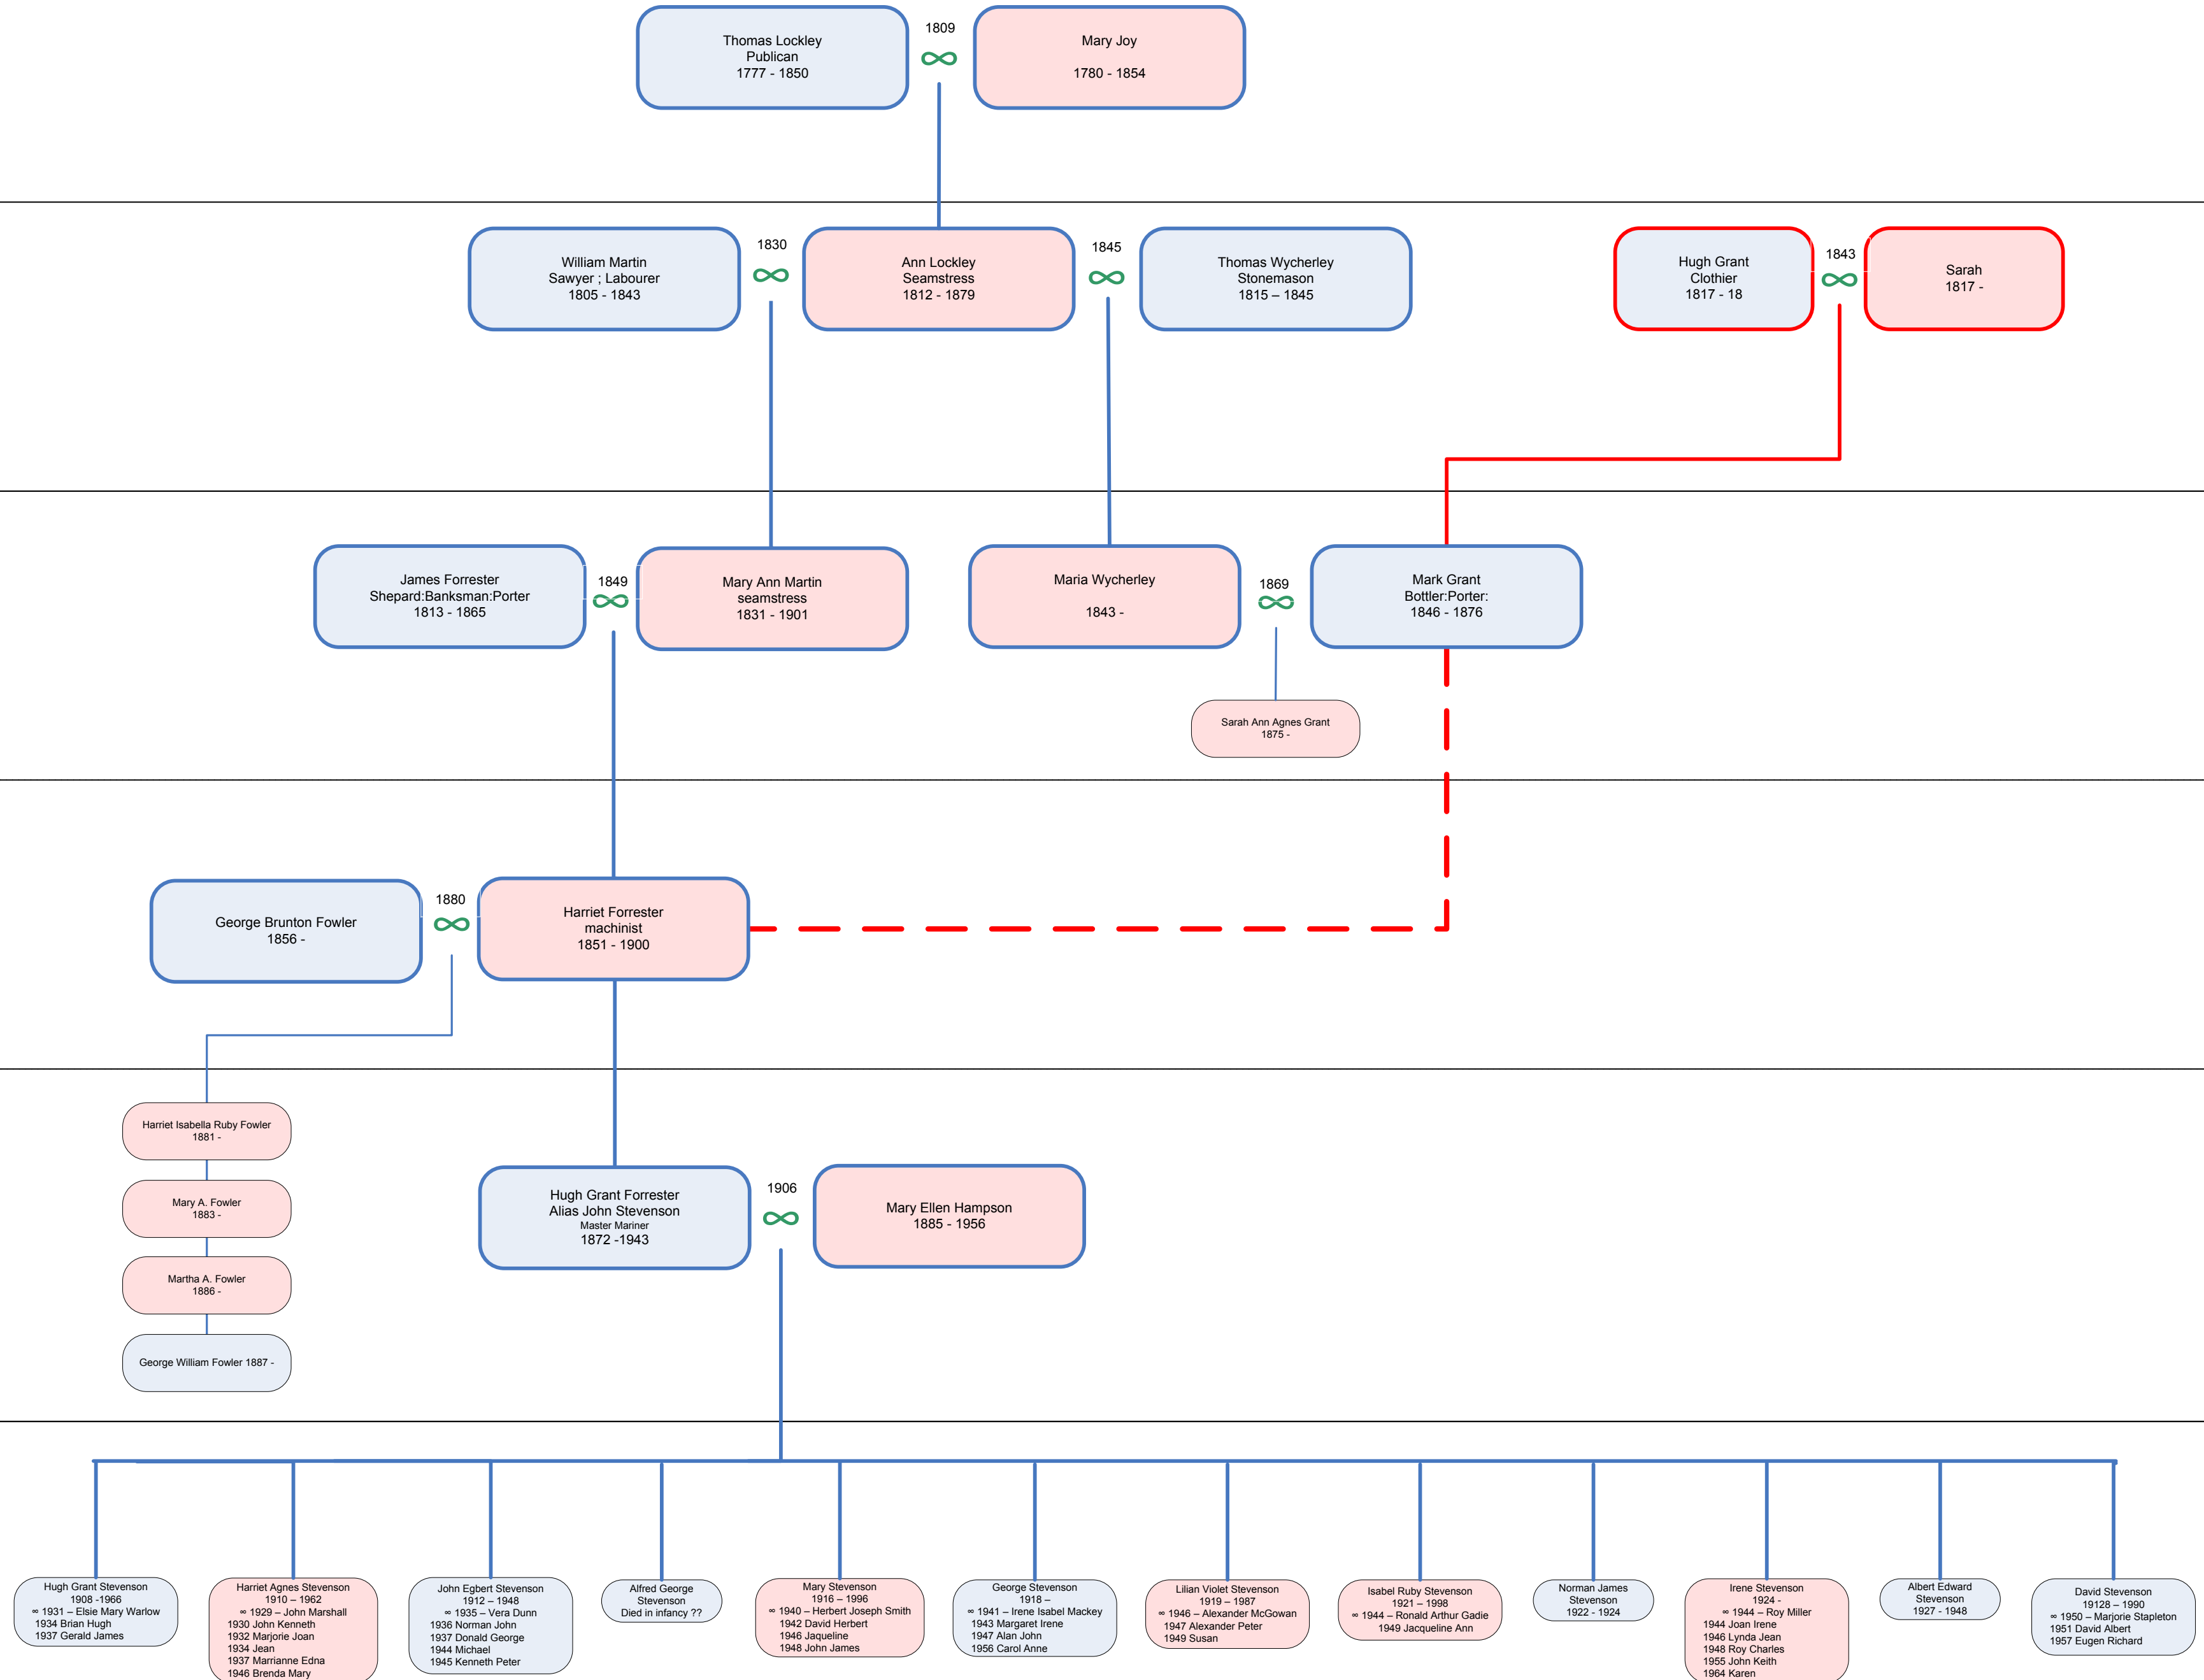 Thomas Lockley
Publican
1777 - 1850
1809
Mary Joy
1780 - 1854
William Martin
Sawyer ; Labourer
1805 - 1843
1830
Ann Lockley
Seamstress
1812 - 1879
1845
Thomas Wycherley
Stonemason
1815 – 1845
Hugh Grant
Clothier
1817 - 18
1843
Sarah
1817 -
James Forrester
Shepard:Banksman:Porter
1813 - 1865
1849
Mary Ann Martin
seamstress
1831 - 1901
Maria Wycherley
1843 -
1869
Mark Grant
Bottler:Porter:
1846 - 1876
Sarah Ann Agnes Grant
1875 -
George Brunton Fowler
1856 -
1880
Harriet Forrester
machinist
1851 - 1900
Harriet Isabella Ruby Fowler
1881 -
Mary A. Fowler
1883 -
Martha A. Fowler
1886 -
George William Fowler 1887 -
Hugh Grant Forrester
Alias John Stevenson
Master Mariner
1872 -1943
1906
Mary Ellen Hampson
1885 - 1956
Hugh Grant Stevenson
1908 -1966
∞ 1931 – Elsie Mary Warlow
1934 Brian Hugh
1937 Gerald James
Harriet Agnes Stevenson
1910 – 1962
∞ 1929 – John Marshall
1930 John Kenneth
1932 Marjorie Joan
1934 Jean
1937 Marrianne Edna
1946 Brenda Mary
John Egbert Stevenson
1912 – 1948
∞ 1935 – Vera Dunn
1936 Norman John
1937 Donald George
1944 Michael
1945 Kenneth Peter
Alfred George
Stevenson
Died in infancy ??
Mary Stevenson
1916 – 1996
∞ 1940 – Herbert Joseph Smith
1942 David Herbert
1946 Jaqueline
1948 John James
George Stevenson
1918 –
∞ 1941 – Irene Isabel Mackey
1943 Margaret Irene
1947 Alan John
1956 Carol Anne
Lilian Violet Stevenson
1919 – 1987
∞ 1946 – Alexander McGowan
1947 Alexander Peter
1949 Susan
Isabel Ruby Stevenson
1921 – 1998
∞ 1944 – Ronald Arthur Gadie
1949 Jacqueline Ann
Norman James
Stevenson
1922 - 1924
Irene Stevenson
1924 -
∞ 1944 – Roy Miller
1944 Joan Irene
1946 Lynda Jean
1948 Roy Charles
1955 John Keith
1964 Karen
Albert Edward
Stevenson
1927 - 1948
David Stevenson
19128 – 1990
∞ 1950 – Marjorie Stapleton
1951 David Albert
1957 Eugen Richard